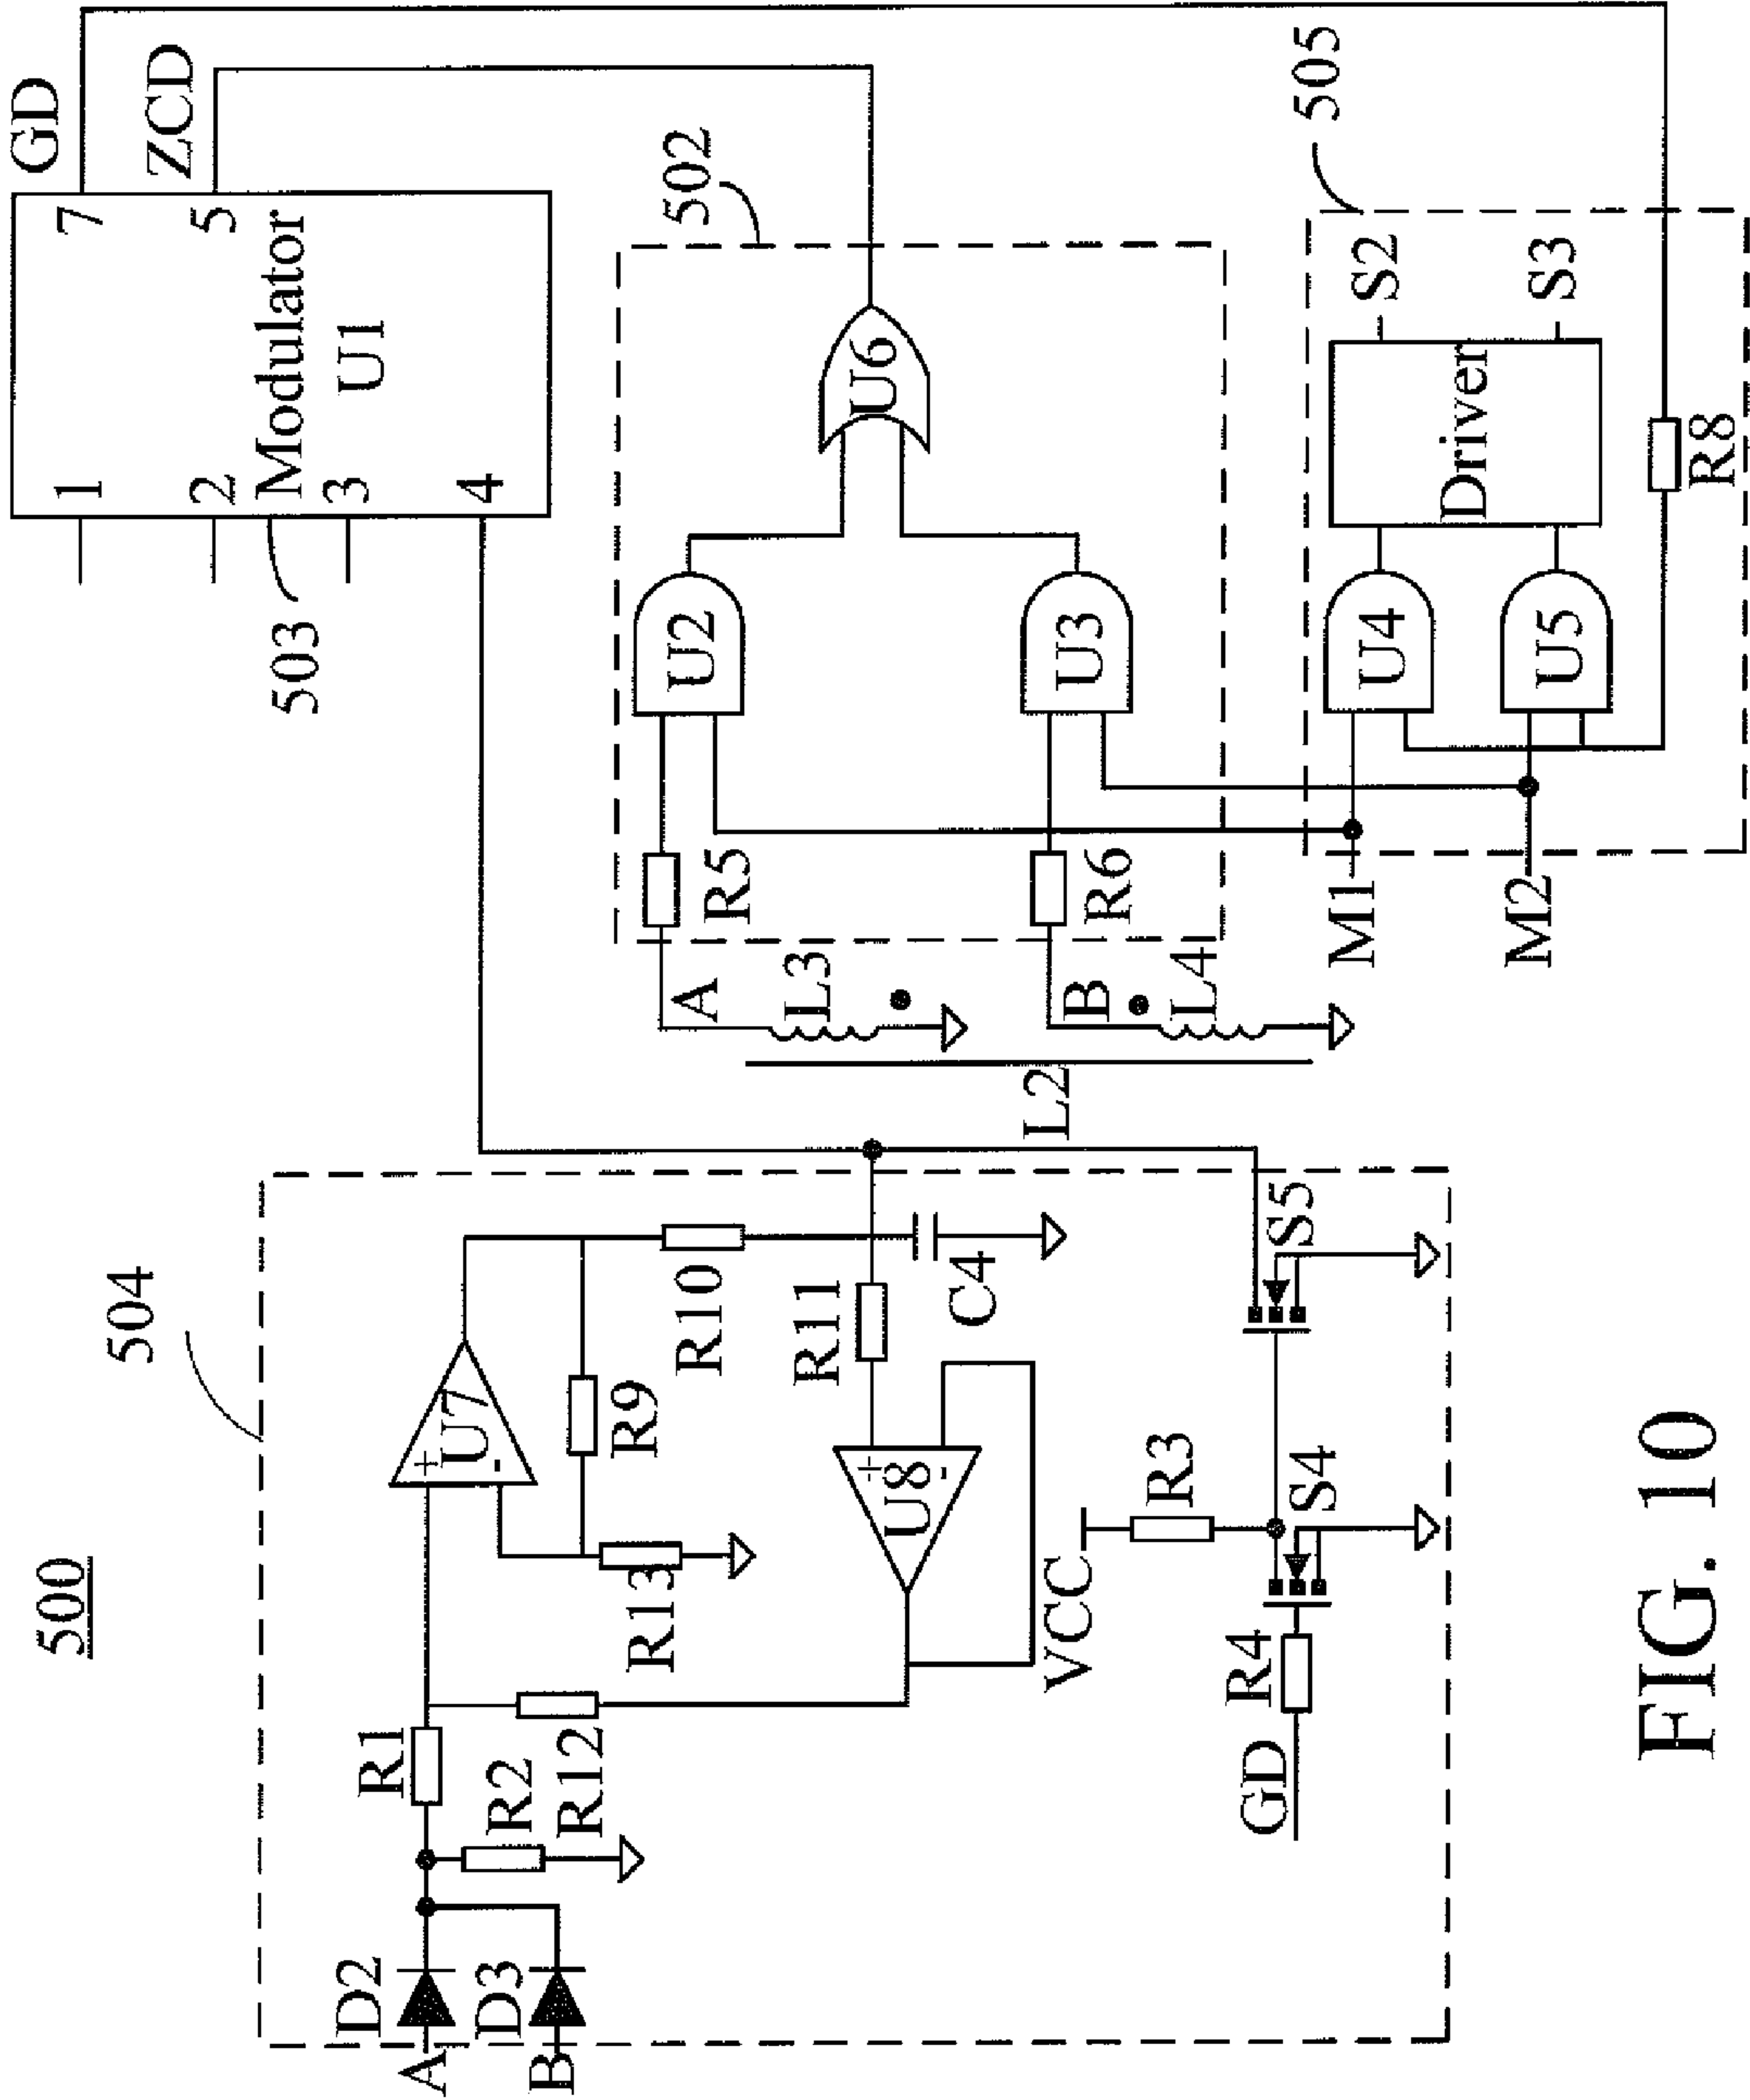 500
504
A
D2
B
D3
R1
R2
R12
R13
U7
+
-
R9
R10
R11
C4
U8
+
-
VCC
R3
GD
R4
S4
S5
L2
A
L3
B
L4
R5
R6
502
U2
U3
U6
503
1
2
3
4
Modulator
U1
7
5
GD
ZCD
M1
M2
505
U4
U5
Driver
S2
S3
R8
FIG. 10